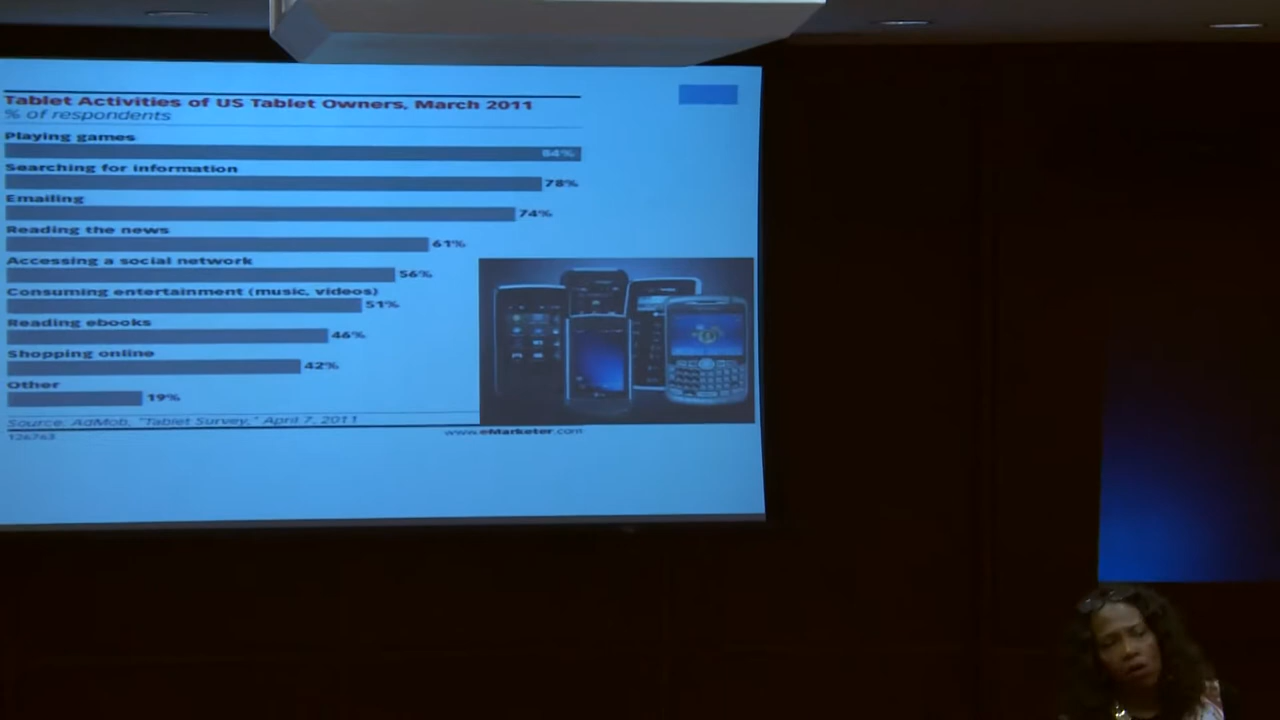 Tablet Activities of US Tablet Owners, March 2011
% of respondents
Playing games
84%
Searching for information
78%
Emailing
74%
Reading the news
61%
Accessing a social network
56%
Consuming entertainment (music, videos)
51%
Reading ebooks
46%
Shopping online
42%
Other
19%
Source: AdMob, "Tablet Survey," April 7, 2011
126763
www.eMarketer.com